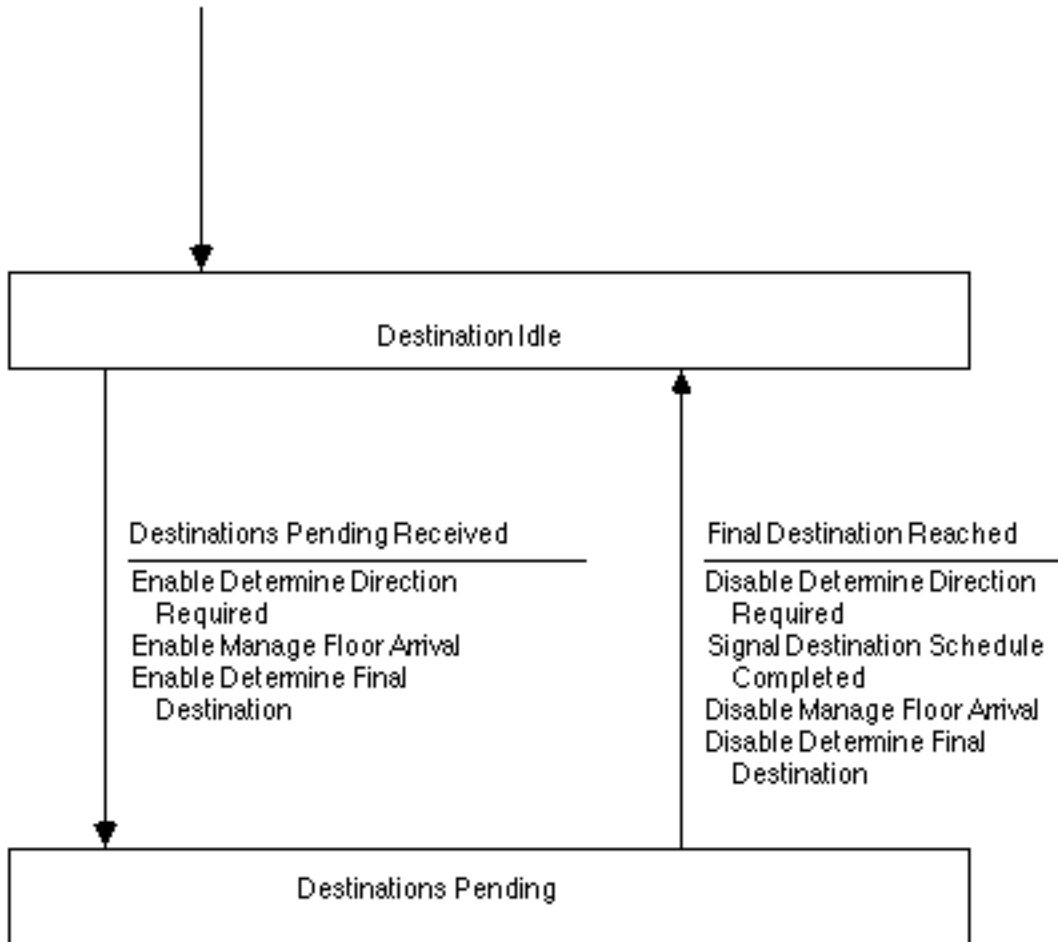 Destination Idle
Destinations Pending Received
Enable Determine Direction
Required
Enable Manage Floor Arrival
Enable Determine Final
Destination
Final Destination Reached
Disable Determine Direction
Required
Signal Destination Schedule
Completed
Disable Manage Floor Arrival
Disable Determine Final
Destination
Destinations Pending